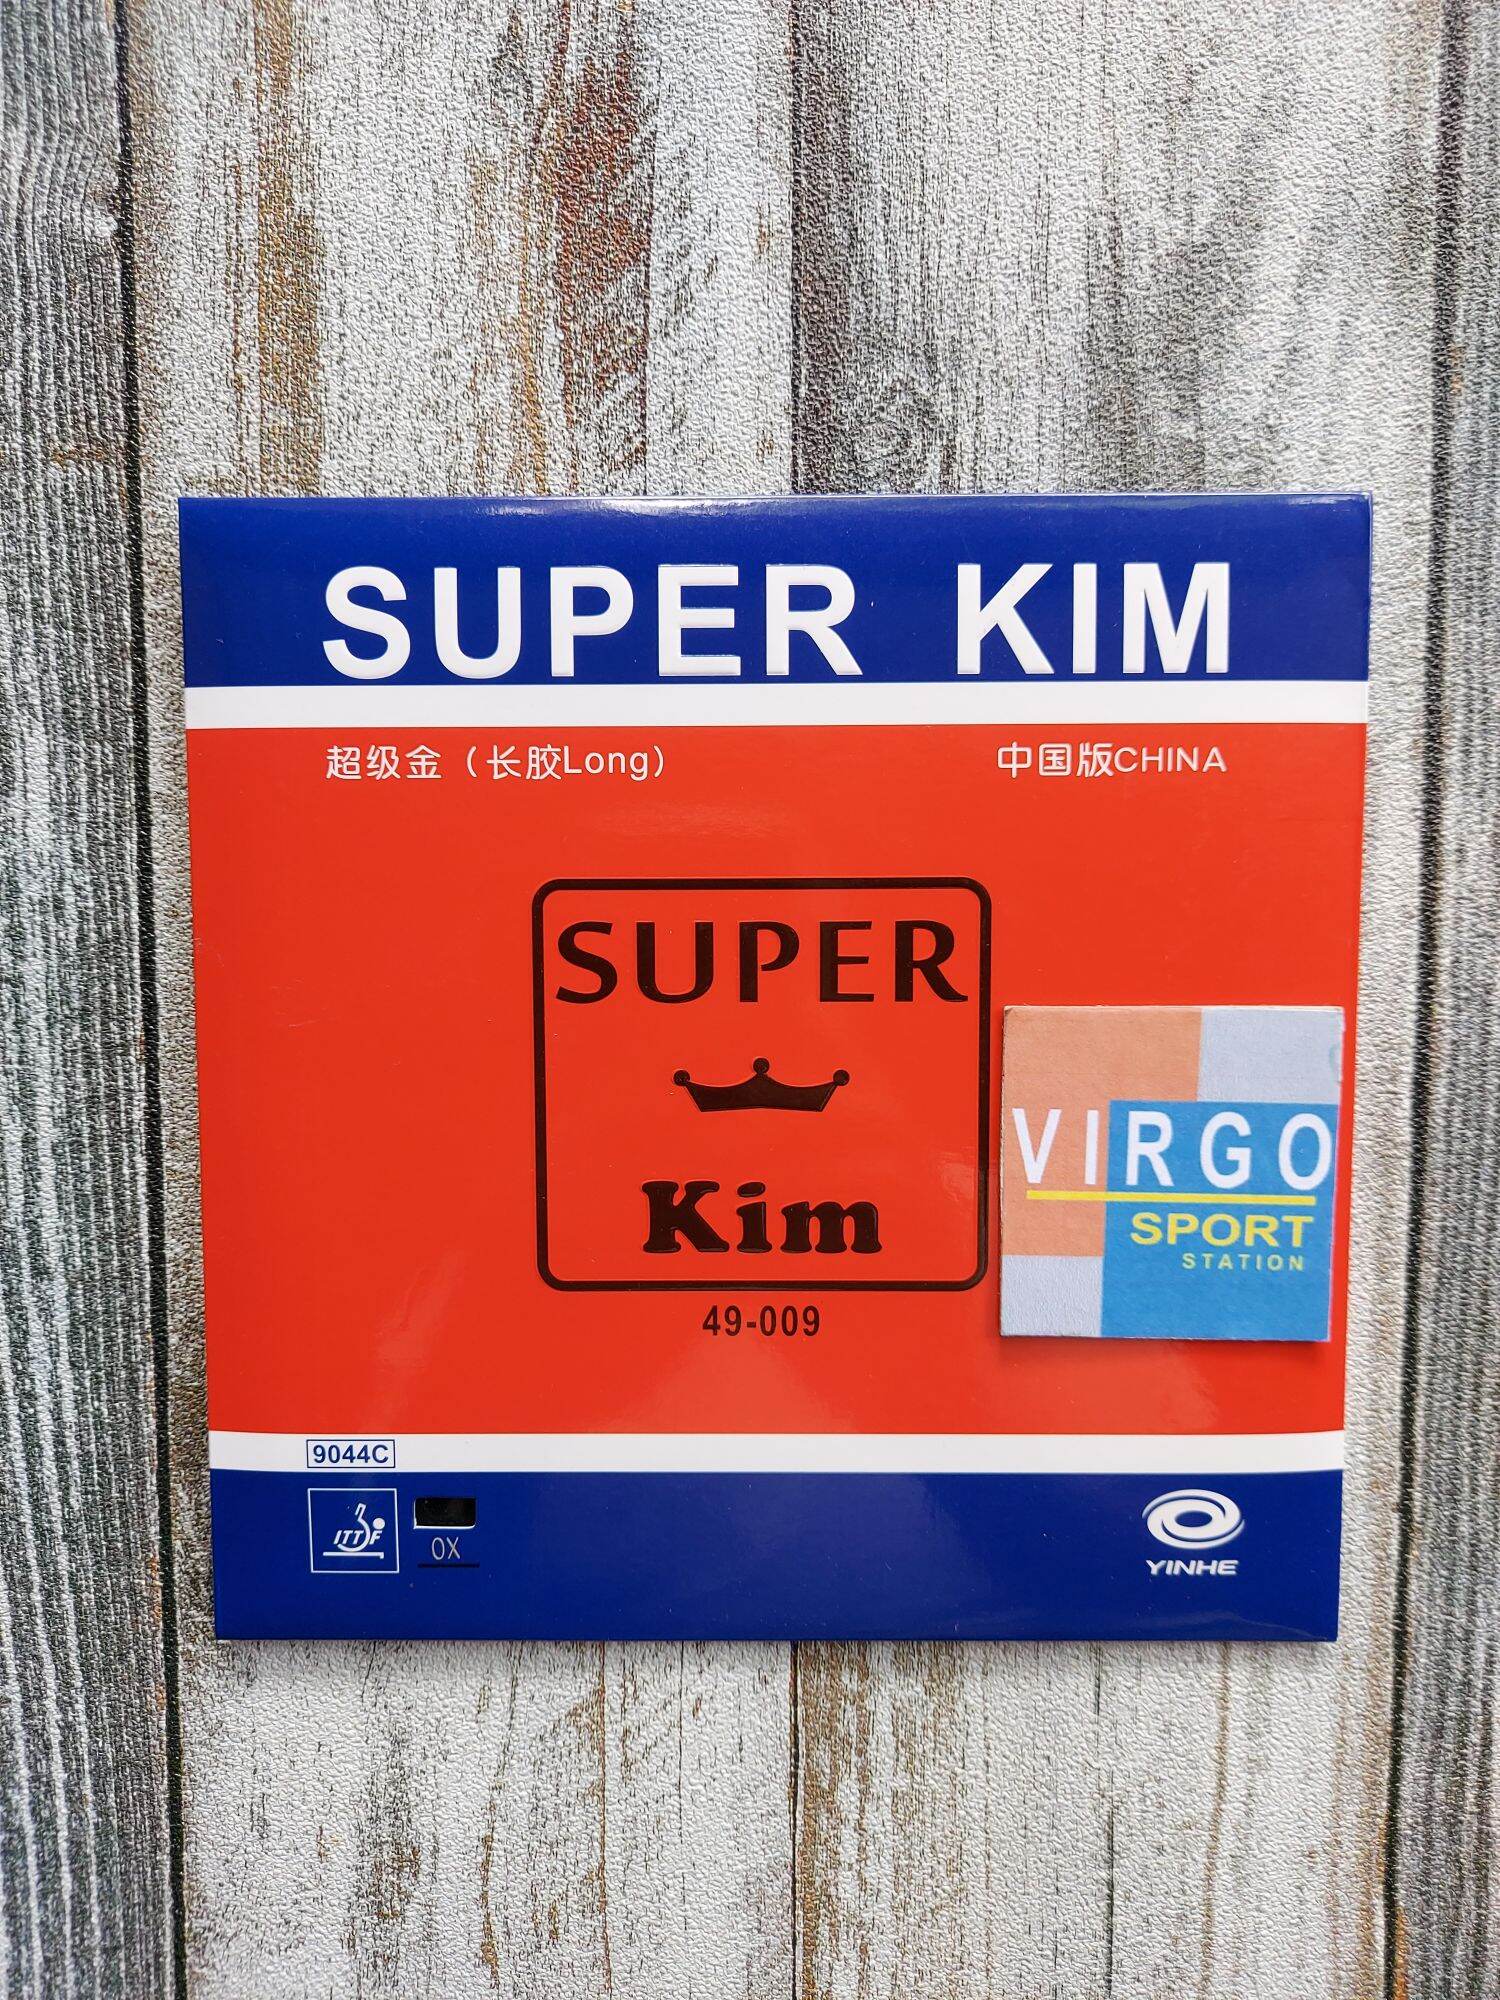 SUPER KIM
超级金（长胶Long）
中国版CHINA
SUPER
Kim
49-009
VIRGO
SPORT
STATION
9044C
ITTF
OX
YINHE